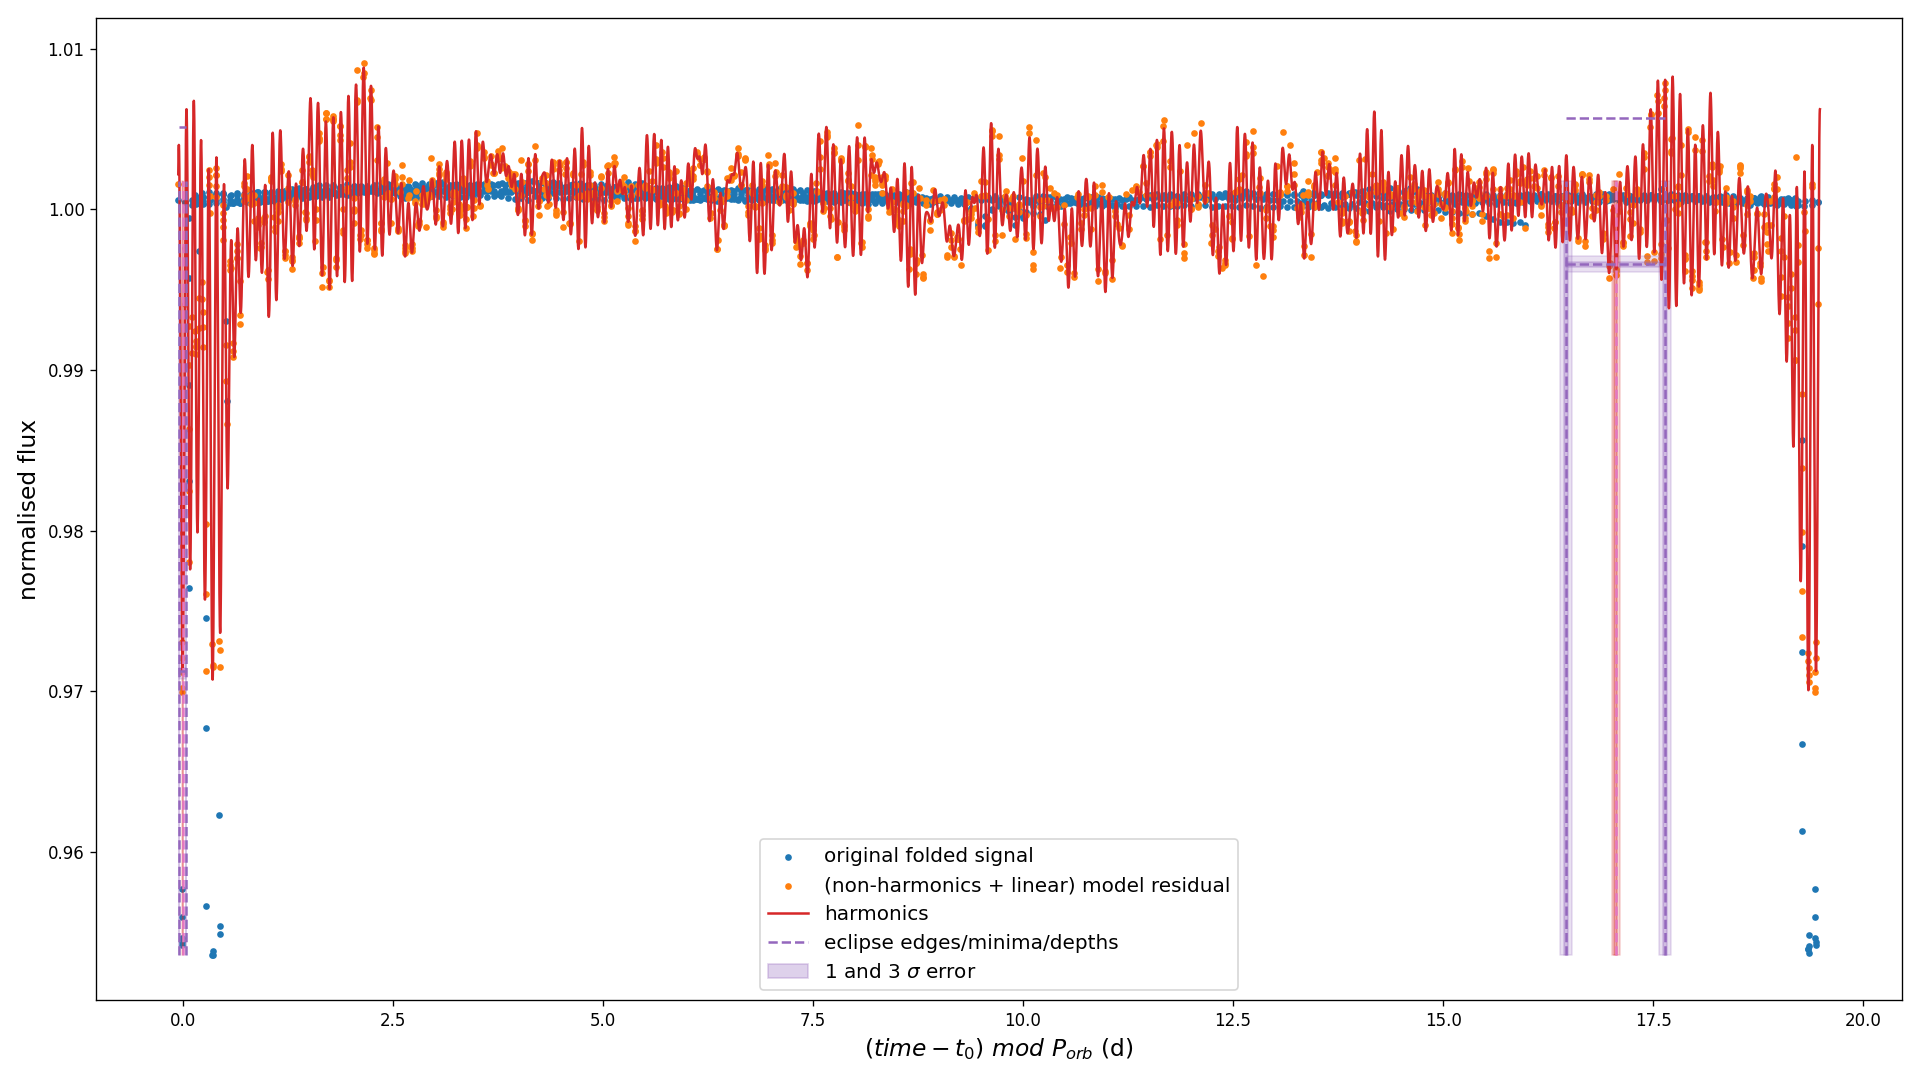 1.01
1.00
0.99
0.98
0.97
0.96
normalised flux
original folded signal
(non-harmonics + linear) model residual
harmonics
eclipse edges/minima/depths
1 and 3 σ error
0.0 2.5 5.0 7.5 10.0 12.5 15.0 17.5 20.0
(time − t₀) mod Pₒᵣb (d)